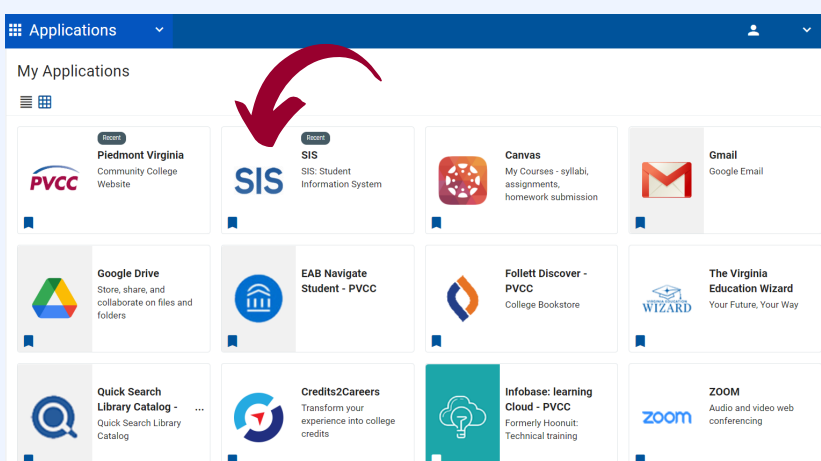 Applications
My Applications
Recent
Piedmont Virginia
Community College
Website
PVCC
Recent
SIS
SIS: Student
Information System
SIS
Canvas
My Courses - syllabi,
assignments,
homework submission
Gmail
Google Email
Google Drive
Store, share, and
collaborate on files and
folders
EAB Navigate
Student - PVCC
Follett Discover -
PVCC
College Bookstore
The Virginia
Education Wizard
Your Future, Your Way
VIRGINIA EDUCATION
WIZARD
Quick Search
Library Catalog - ...
Quick Search Library
Catalog
Credits2Careers
Transform your
experience into college
credits
Infobase: learning
Cloud - PVCC
Formerly Hoonuit:
Technical training
ZOOM
Audio and video web
conferencing
zoom